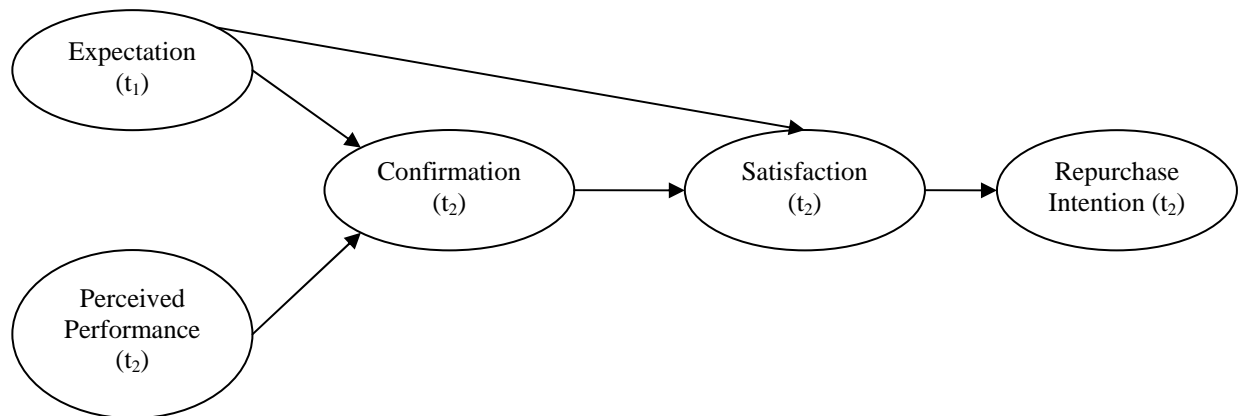 Expectation
(t₁)
Confirmation
(t₂)
Satisfaction
(t₂)
Repurchase
Intention (t₂)
Perceived
Performance
(t₂)